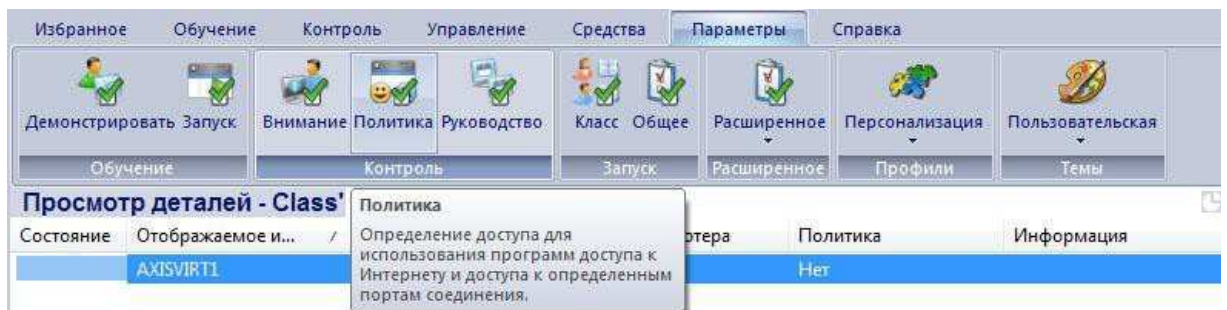 Избранное Обучение Контроль Управление Средства Параметры Справка
Демонстрировать Запуск Внимание Политика Руководство Класс Общее Расширенное Персонализация Пользовательская
Обучение Контроль Запуск Расширенное Профили Темы
Просмотр деталей - Class'
Состояние Отображаемое и... / ютера Политика Информация
AXISVIRT1 Нет
Политика
Определение доступа для
использования программ доступа к
Интернету и доступа к определенным
портам соединения.